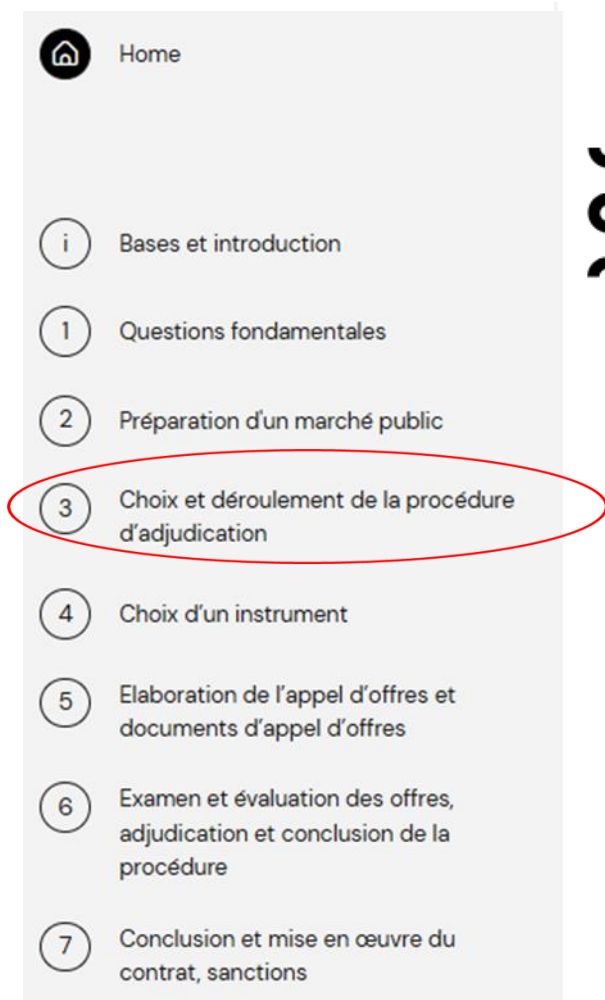 Home
i Bases et introduction
1 Questions fondamentales
2 Préparation d'un marché public
3 Choix et déroulement de la procédure
d'adjudication
4 Choix d'un instrument
5 Elaboration de l'appel d'offres et
documents d'appel d'offres
6 Examen et évaluation des offres,
adjudication et conclusion de la
procédure
7 Conclusion et mise en œuvre du
contrat, sanctions